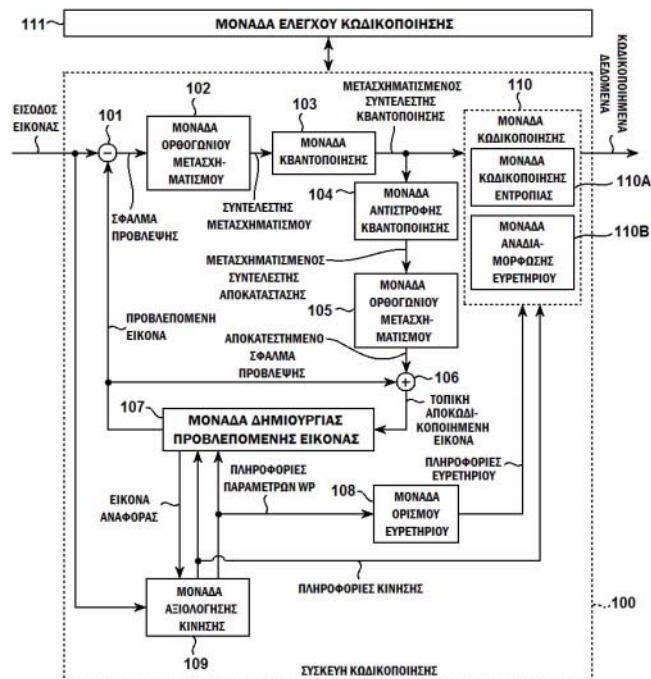 111
ΜΟΝΑΔΑ ΕΛΕΓΧΟΥ ΚΩΔΙΚΟΠΟΙΗΣΗΣ
ΕΙΣΟΔΟΣ
ΕΙΚΟΝΑΣ
101
102
ΜΟΝΑΔΑ
ΟΡΘΟΓΩΝΙΟΥ
ΜΕΤΑΣΧΗ-
ΜΑΤΙΣΜΟΥ
103
ΜΟΝΑΔΑ
ΚΒΑΝΤΟΠΟΙΗΣΗΣ
ΜΕΤΑΣΧΗΜΑΤΙΣΜΕΝΟΣ
ΣΥΝΤΕΛΕΣΤΗΣ
ΚΒΑΝΤΟΠΟΙΗΣΗΣ
110
ΜΟΝΑΔΑ
ΚΩΔΙΚΟΠΟΙΗΣΗΣ
ΜΟΝΑΔΑ
ΚΩΔΙΚΟΠΟΙΗΣΗΣ
ΕΝΤΡΟΠΙΑΣ
110A
ΜΟΝΑΔΑ
ΑΝΑΔΙΑ-
ΜΟΡΦΩΣΗΣ
ΕΥΡΕΤΗΡΙΟΥ
110B
ΚΩΔΙΚΟΠΟΙΗΜΕΝΑ
ΔΕΔΟΜΕΝΑ
ΣΦΑΛΜΑ
ΠΡΟΒΛΕΨΗΣ
ΣΥΝΤΕΛΕΣΤΗΣ
ΜΕΤΑΣΧΗΜΑΤΙΣΜΟΥ
104
ΜΟΝΑΔΑ
ΑΝΤΙΣΤΡΟΦΗΣ
ΚΒΑΝΤΟΠΟΙΗΣΗΣ
ΜΕΤΑΣΧΗΜΑΤΙΣΜΕΝΟΣ
ΣΥΝΤΕΛΕΣΤΗΣ
ΑΠΟΚΑΤΑΣΤΑΣΗΣ
105
ΜΟΝΑΔΑ
ΟΡΘΟΓΩΝΙΟΥ
ΜΕΤΑΣΧΗ-
ΜΑΤΙΣΜΟΥ
ΠΡΟΒΛΕΠΟΜΕΝΗ
ΕΙΚΟΝΑ
ΑΠΟΚΑΤΕΣΤΗΜΕΝΟ
ΣΦΑΛΜΑ
ΠΡΟΒΛΕΨΗΣ
106
ΤΟΠΙΚΗ
ΑΠΟΚΩΔΙ-
ΚΟΠΟΙΗΜΕΝΗ
ΕΙΚΟΝΑ
107
ΜΟΝΑΔΑ ΔΗΜΙΟΥΡΓΙΑΣ
ΠΡΟΒΛΕΠΟΜΕΝΗΣ ΕΙΚΟΝΑΣ
ΕΙΚΟΝΑ
ΑΝΑΦΟΡΑΣ
ΠΛΗΡΟΦΟΡΙΕΣ
ΠΑΡΑΜΕΤΡΩΝ WP
108
ΜΟΝΑΔΑ
ΟΡΙΣΜΟΥ
ΕΥΡΕΤΗΡΙΟΥ
ΠΛΗΡΟΦΟΡΙΕΣ
ΕΥΡΕΤΗΡΙΟΥ
ΠΛΗΡΟΦΟΡΙΕΣ ΚΙΝΗΣΗΣ
ΜΟΝΑΔΑ
ΑΞΙΟΛΟΓΗΣΗΣ
ΚΙΝΗΣΗΣ
109
100
ΣΥΣΚΕΥΗ ΚΩΔΙΚΟΠΟΙΗΣΗΣ